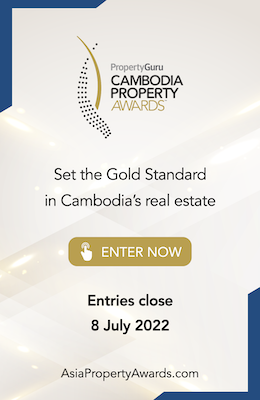 PropertyGuru
CAMBODIA
PROPERTY
AWARDS™
Set the Gold Standard
in Cambodia's real estate
ENTER NOW
Entries close
8 July 2022
AsiaPropertyAwards.com